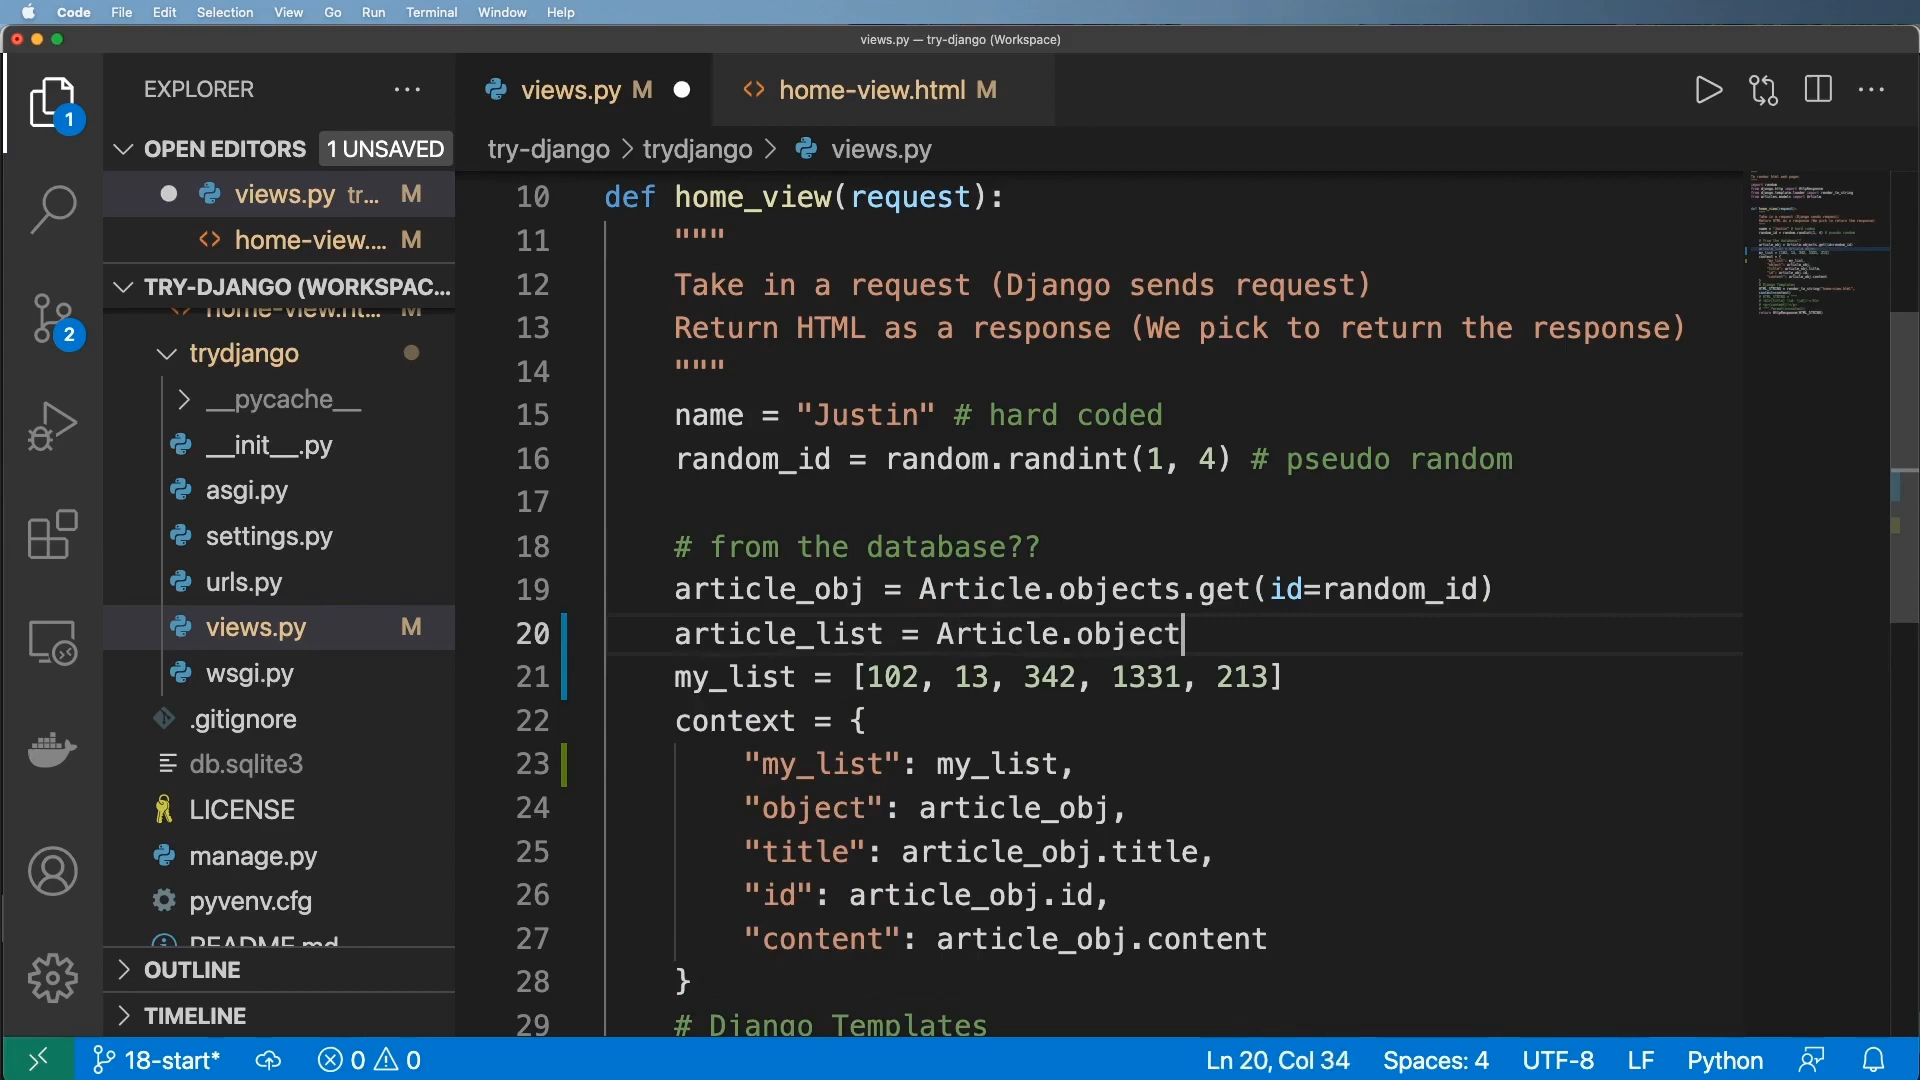 Code File Edit Selection View Go Run Terminal Window Help
views.py — try-django (Workspace)
EXPLORER
views.py M
home-view.html M
1
OPEN EDITORS 1 UNSAVED
try-django > trydjango > views.py
views.py tr... M
home-view.... M
TRY-DJANGO (WORKSPAC...
2
home-view.ht... M
trydjango
__pycache__
__init__.py
asgi.py
settings.py
urls.py
views.py M
wsgi.py
.gitignore
db.sqlite3
LICENSE
manage.py
pyvenv.cfg
README.md
OUTLINE
TIMELINE
10 def home_view(request):
11 """
12 Take in a request (Django sends request)
13 Return HTML as a response (We pick to return the response)
14 """
15 name = "Justin" # hard coded
16 random_id = random.randint(1, 4) # pseudo random
17
18 # from the database??
19 article_obj = Article.objects.get(id=random_id)
20 article_list = Article.object
21 my_list = [102, 13, 342, 1331, 213]
22 context = {
23 "my_list": my_list,
24 "object": article_obj,
25 "title": article_obj.title,
26 "id": article_obj.id,
27 "content": article_obj.content
28 }
29 # Django Templates
18-start* 0 0 Ln 20, Col 34 Spaces: 4 UTF-8 LF Python